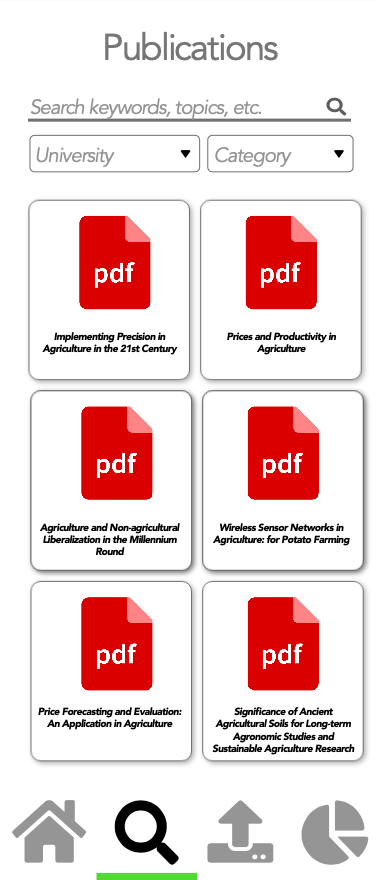 Publications
Search keywords, topics, etc.
University
Category
pdf
pdf
Implementing Precision in
Agriculture in the 21st Century
Prices and Productivity in
Agriculture
pdf
pdf
Agriculture and Non-agricultural
Liberalization in the Millennium
Round
Wireless Sensor Networks in
Agriculture: for Potato Farming
pdf
pdf
Price Forecasting and Evaluation:
An Application in Agriculture
Significance of Ancient
Agricultural Soils for Long-term
Agronomic Studies and
Sustainable Agriculture Research